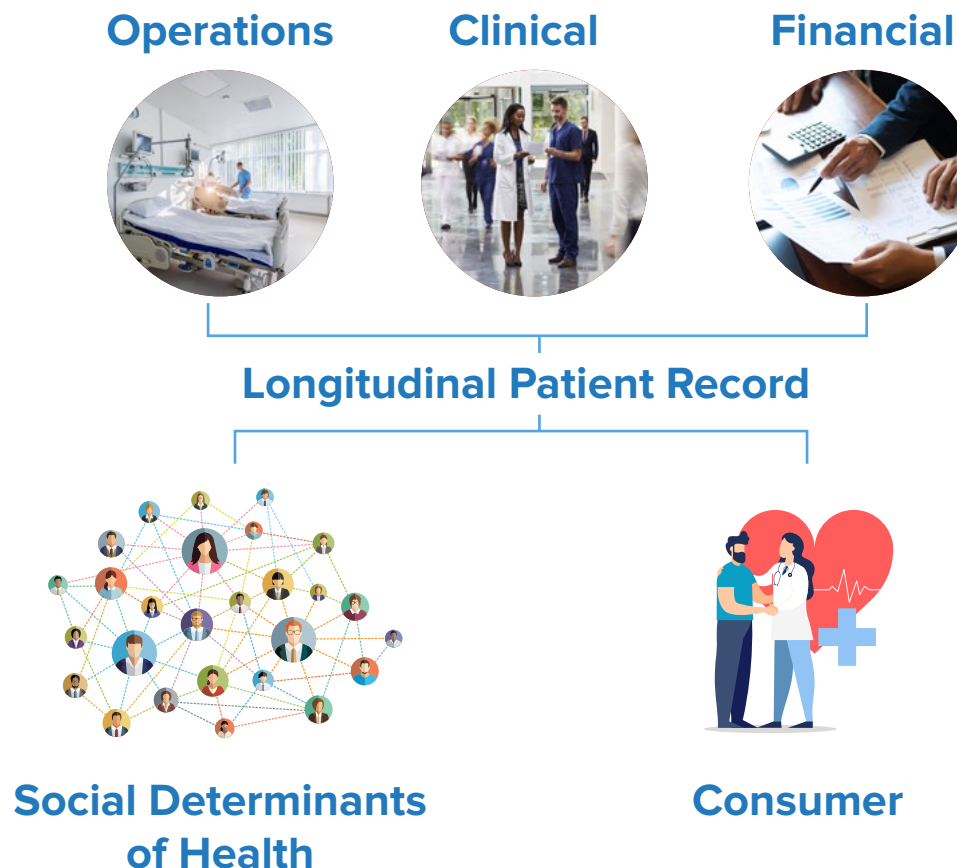 Operations
Clinical
Financial
Longitudinal Patient Record
Social Determinants
of Health
Consumer